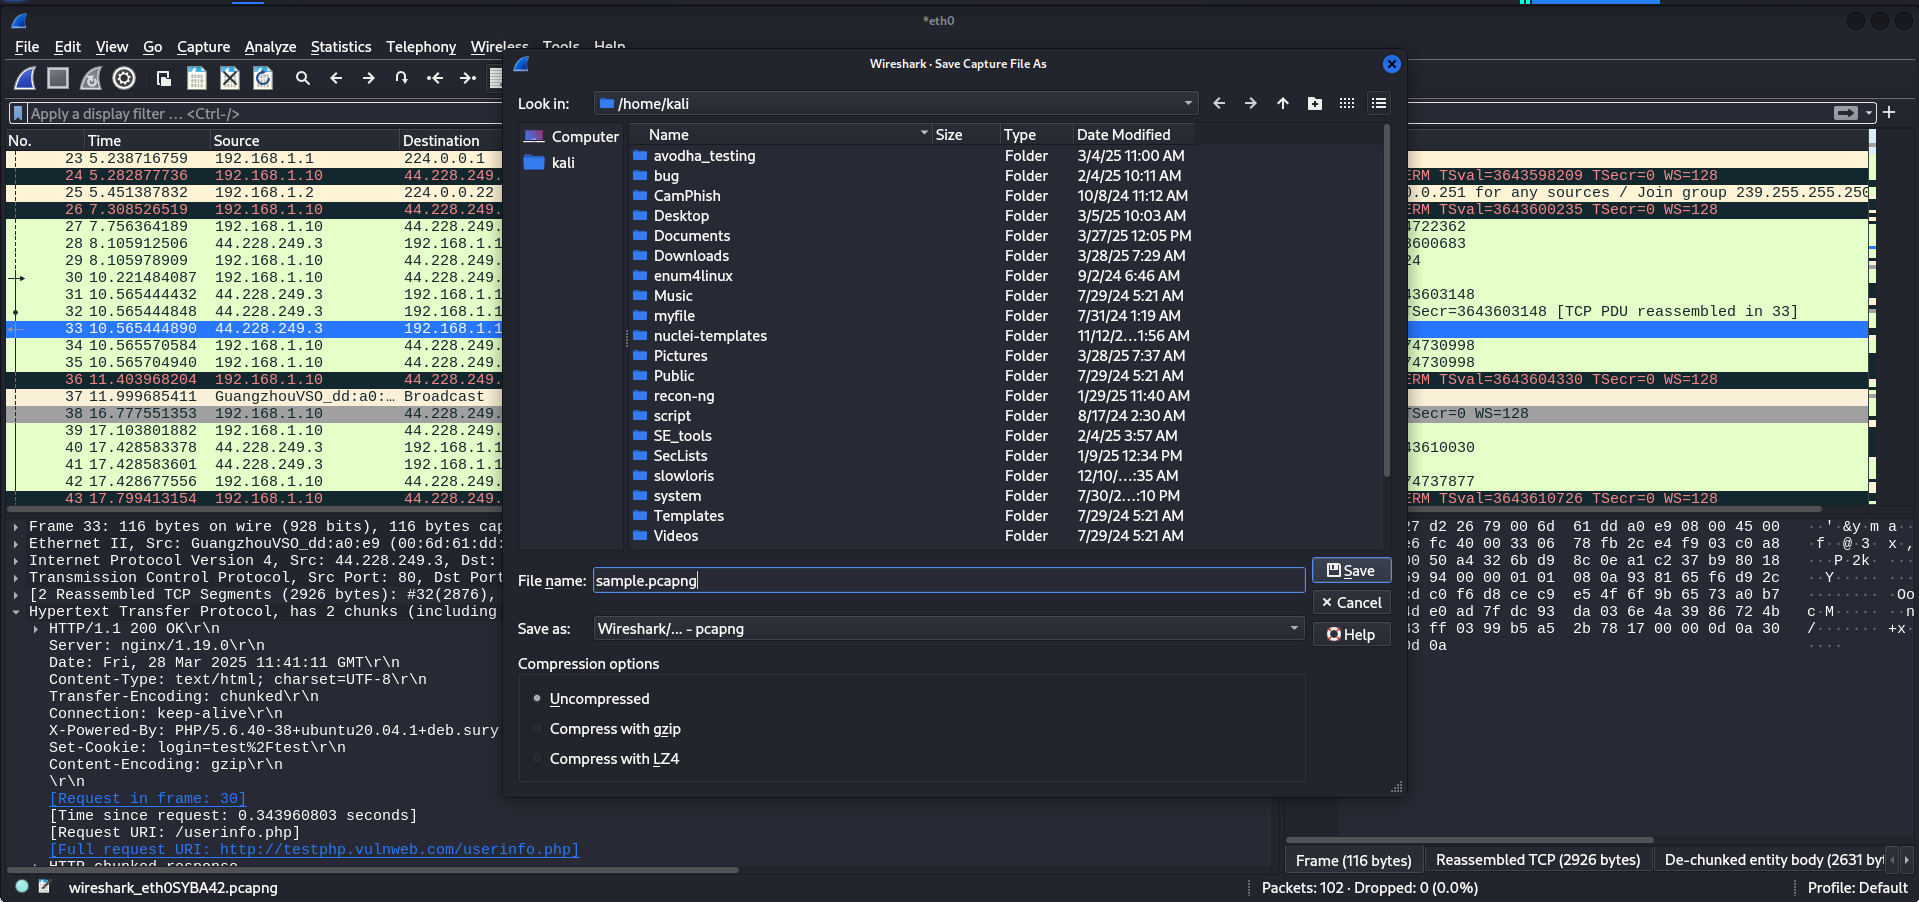 *eth0
File Edit View Go Capture Analyze Statistics Telephony Wireless Tools Help
Apply a display filter … <Ctrl-/>
No. Time Source Destination
23 5.238716759 192.168.1.1 224.0.0.1
24 5.282877736 192.168.1.10 44.228.249.
25 5.451387832 192.168.1.2 224.0.0.22
26 7.308526519 192.168.1.10 44.228.249.
27 7.756364189 192.168.1.10 44.228.249.
28 8.105912506 44.228.249.3 192.168.1.1
29 8.105978909 192.168.1.10 44.228.249.
30 10.221484087 192.168.1.10 44.228.249.
31 10.565444432 44.228.249.3 192.168.1.1
32 10.565444848 44.228.249.3 192.168.1.1
33 10.565444890 44.228.249.3 192.168.1.1
34 10.565570584 192.168.1.10 44.228.249.
35 10.565704940 192.168.1.10 44.228.249.
36 11.403968204 192.168.1.10 44.228.249.
37 11.999685411 GuangzhouVSO_dd:a0:… Broadcast
38 16.777551353 192.168.1.10 44.228.249.
39 17.103801882 192.168.1.10 44.228.249.
40 17.428583378 44.228.249.3 192.168.1.1
41 17.428583601 44.228.249.3 192.168.1.1
42 17.428677556 192.168.1.10 44.228.249.
43 17.799413154 192.168.1.10 44.228.249.
ERM TSval=3643598209 TSecr=0 WS=128
0.0.251 for any sources / Join group 239.255.255.250
ERM TSval=3643600235 TSecr=0 WS=128
4722362
3600683
24
43603148
TSecr=3643603148 [TCP PDU reassembled in 33]
74730998
74730998
ERM TSval=3643604330 TSecr=0 WS=128
TSecr=0 WS=128
43610030
74737877
ERM TSval=3643610726 TSecr=0 WS=128
Wireshark · Save Capture File As
Look in: /home/kali
Computer
kali
Name Size Type Date Modified
avodha_testing Folder 3/4/25 11:00 AM
bug Folder 2/4/25 10:11 AM
CamPhish Folder 10/8/24 11:12 AM
Desktop Folder 3/5/25 10:03 AM
Documents Folder 3/27/25 12:05 PM
Downloads Folder 3/28/25 7:29 AM
enum4linux Folder 9/2/24 6:46 AM
Music Folder 7/29/24 5:21 AM
myfile Folder 7/31/24 1:19 AM
nuclei-templates Folder 11/12/2…1:56 AM
Pictures Folder 3/28/25 7:37 AM
Public Folder 7/29/24 5:21 AM
recon-ng Folder 1/29/25 11:40 AM
script Folder 8/17/24 2:30 AM
SE_tools Folder 2/4/25 3:57 AM
SecLists Folder 1/9/25 12:34 PM
slowloris Folder 12/10/…:35 AM
system Folder 7/30/2…:10 PM
Templates Folder 7/29/24 5:21 AM
Videos Folder 7/29/24 5:21 AM
File name: sample.pcapng
Save
Cancel
Save as: Wireshark/… - pcapng
Help
Compression options
Uncompressed
Compress with gzip
Compress with LZ4
Frame 33: 116 bytes on wire (928 bits), 116 bytes cap
Ethernet II, Src: GuangzhouVSO_dd:a0:e9 (00:6d:61:dd:
Internet Protocol Version 4, Src: 44.228.249.3, Dst:
Transmission Control Protocol, Src Port: 80, Dst Port
[2 Reassembled TCP Segments (2926 bytes): #32(2876),
Hypertext Transfer Protocol, has 2 chunks (including
HTTP/1.1 200 OK\r\n
Server: nginx/1.19.0\r\n
Date: Fri, 28 Mar 2025 11:41:11 GMT\r\n
Content-Type: text/html; charset=UTF-8\r\n
Transfer-Encoding: chunked\r\n
Connection: keep-alive\r\n
X-Powered-By: PHP/5.6.40-38+ubuntu20.04.1+deb.sury
Set-Cookie: login=test%2Ftest\r\n
Content-Encoding: gzip\r\n
\r\n
[Request in frame: 30]
[Time since request: 0.343960803 seconds]
[Request URI: /userinfo.php]
[Full request URI: http://testphp.vulnweb.com/userinfo.php]
HTTP chunked response
27 d2 26 79 00 6d 61 dd a0 e9 08 00 45 00 ··'·&y·m a·
e6 fc 40 00 33 06 78 fb 2c e4 f9 03 c0 a8 ·f··@·3· x·,
00 50 a4 32 6b d9 8c 0e a1 c2 37 b9 80 18 ···P·2k·
59 94 00 00 01 01 08 0a 93 81 65 f6 d9 2c ··Y·····
cd c0 f6 d8 ce c9 e5 4f 6f 9b 65 73 a0 b7 ········ ·Oo
4d e0 ad 7f dc 93 da 03 6e 4a 39 86 72 4b c·M····· ··n
33 ff 03 99 b5 a5 2b 78 17 00 00 0d 0a 30 /······· +x·
0d 0a ····
Frame (116 bytes) Reassembled TCP (2926 bytes) De-chunked entity body (2631 byt
wireshark_eth0SYBA42.pcapng Packets: 102 · Dropped: 0 (0.0%) Profile: Default